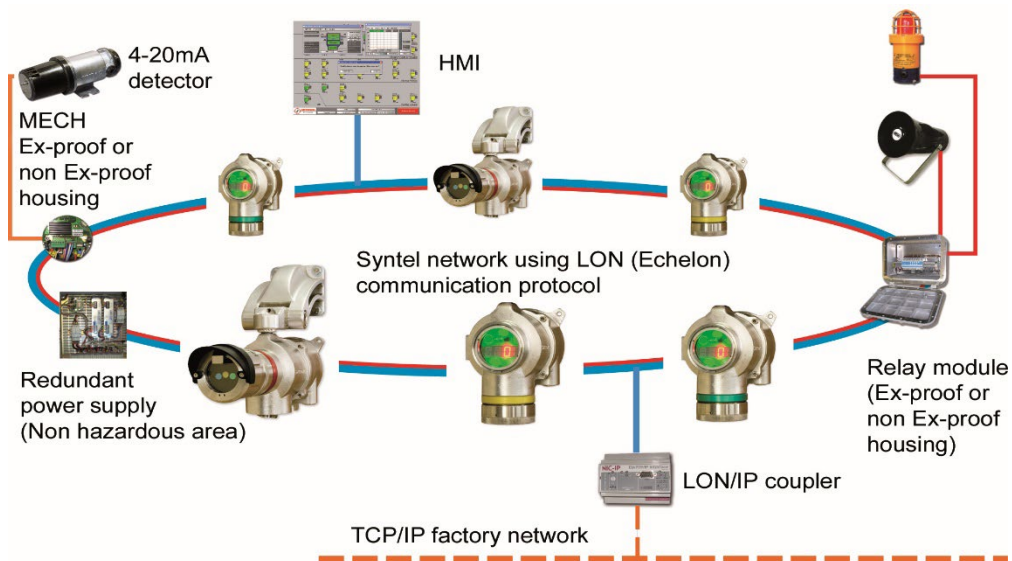 4-20mA
detector
HMI
MECH
Ex-proof or
non Ex-proof
housing
Syntel network using LON (Echelon)
communication protocol
Redundant
power supply
(Non hazardous area)
Relay module
(Ex-proof or
non Ex-proof
housing)
NIC-IP
LON/IP coupler
TCP/IP factory network